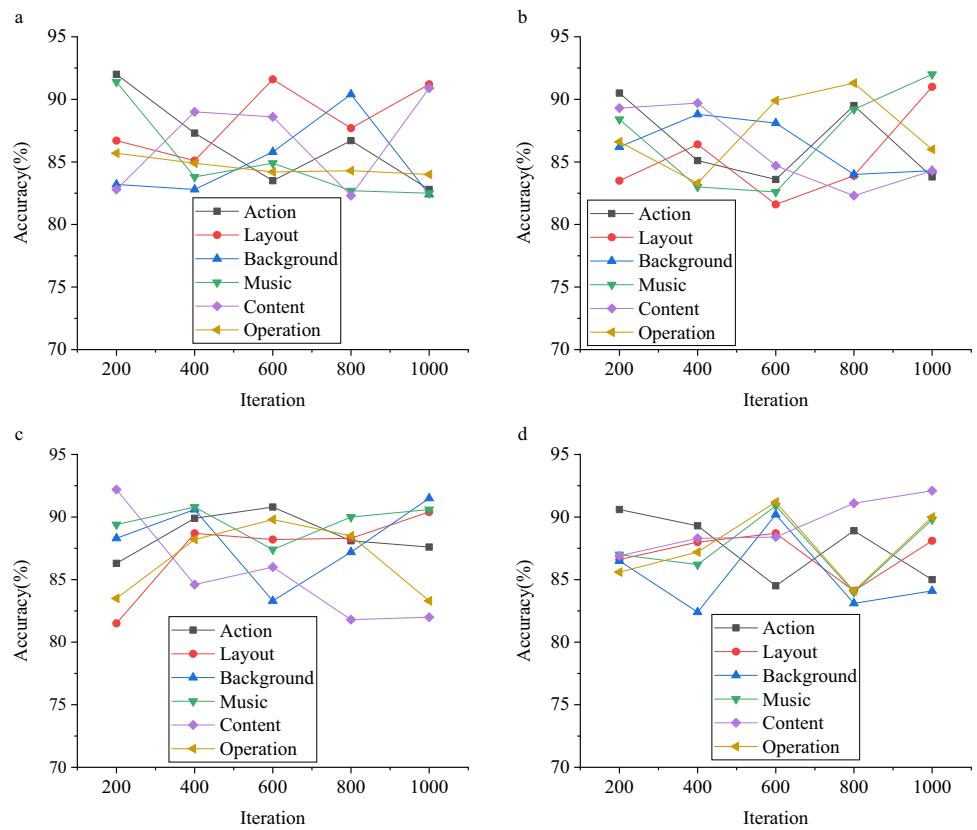 a
95
90
85
80
75
70
Accuracy(%)
Action
Layout
Background
Music
Content
Operation
200 400 600 800 1000
Iteration
b
95
90
85
80
75
70
Accuracy(%)
Action
Layout
Background
Music
Content
Operation
200 400 600 800 1000
Iteration
c
95
90
85
80
75
70
Accuracy(%)
Action
Layout
Background
Music
Content
Operation
200 400 600 800 1000
Iteration
d
95
90
85
80
75
70
Accuracy(%)
Action
Layout
Background
Music
Content
Operation
200 400 600 800 1000
Iteration